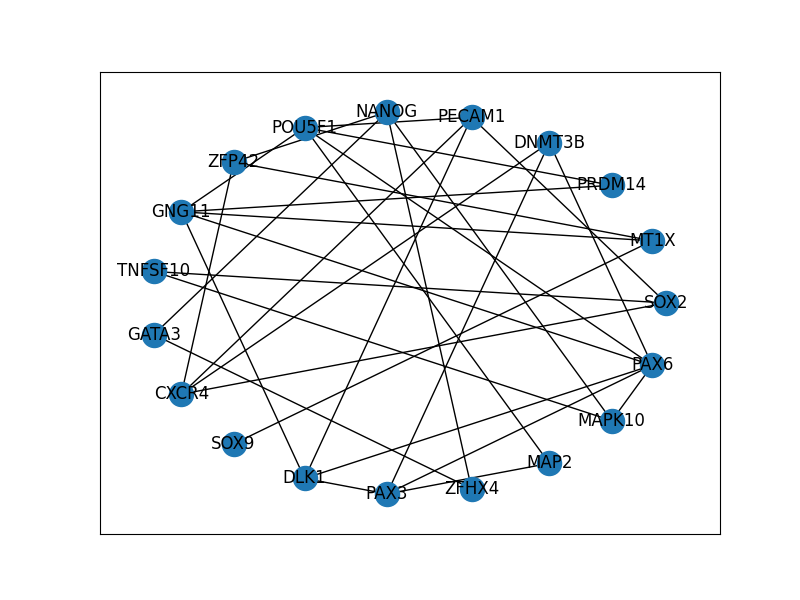 NANOG
PECAM1
POU5F1
DNMT3B
ZFP42
PRDM14
GNG11
MT1X
TNFSF10
SOX2
GATA3
PAX6
CXCR4
MAPK10
SOX9
MAP2
DLK1
ZFHX4
PAX3